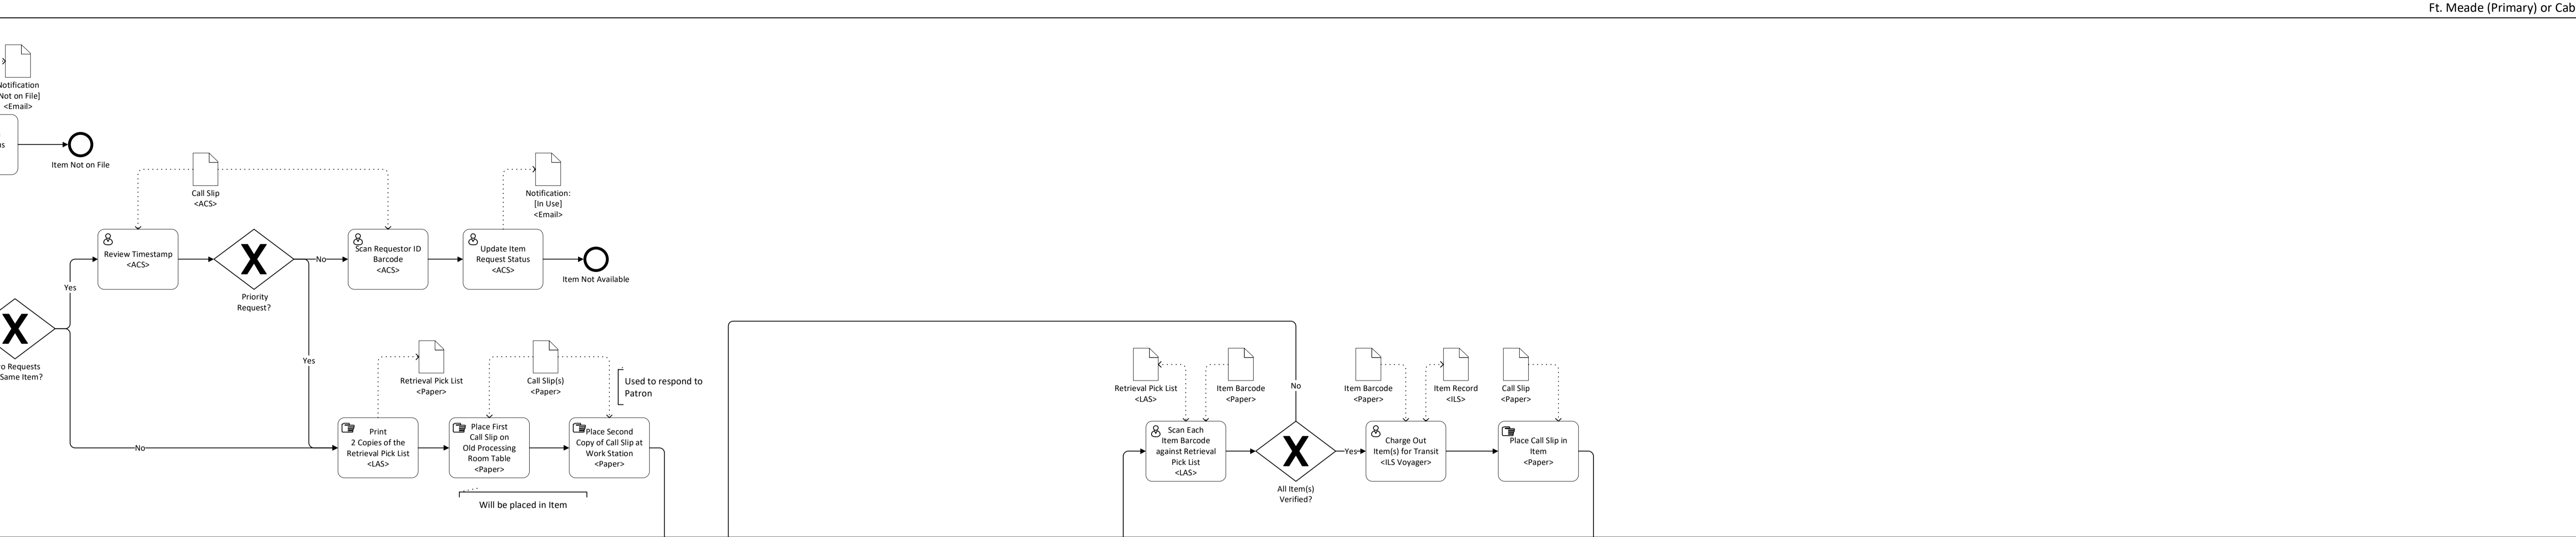 Ft. Meade (Primary) or Cab
Notification
Not on File]
<Email>
us
Item Not on File
Call Slip
<ACS>
Notification:
[In Use]
<Email>
Review Timestamp
<ACS>
Yes
X
Priority
Request?
No
Scan Requestor ID
Barcode
<ACS>
Update Item
Request Status
<ACS>
Item Not Available
X
o Requests
Same Item?
Yes
No
Retrieval Pick List
<Paper>
Call Slip(s)
<Paper>
Used to respond to
Patron
Print
2 Copies of the
Retrieval Pick List
<LAS>
Place First
Call Slip on
Old Processing
Room Table
<Paper>
Place Second
Copy of Call Slip at
Work Station
<Paper>
Will be placed in Item
Retrieval Pick List
<LAS>
Item Barcode
<Paper>
No
Item Barcode
<Paper>
Item Record
<ILS>
Call Slip
<Paper>
Scan Each
Item Barcode
against Retrieval
Pick List
<LAS>
X
All Item(s)
Verified?
Yes
Charge Out
Item(s) for Transit
<ILS Voyager>
Place Call Slip in
Item
<Paper>